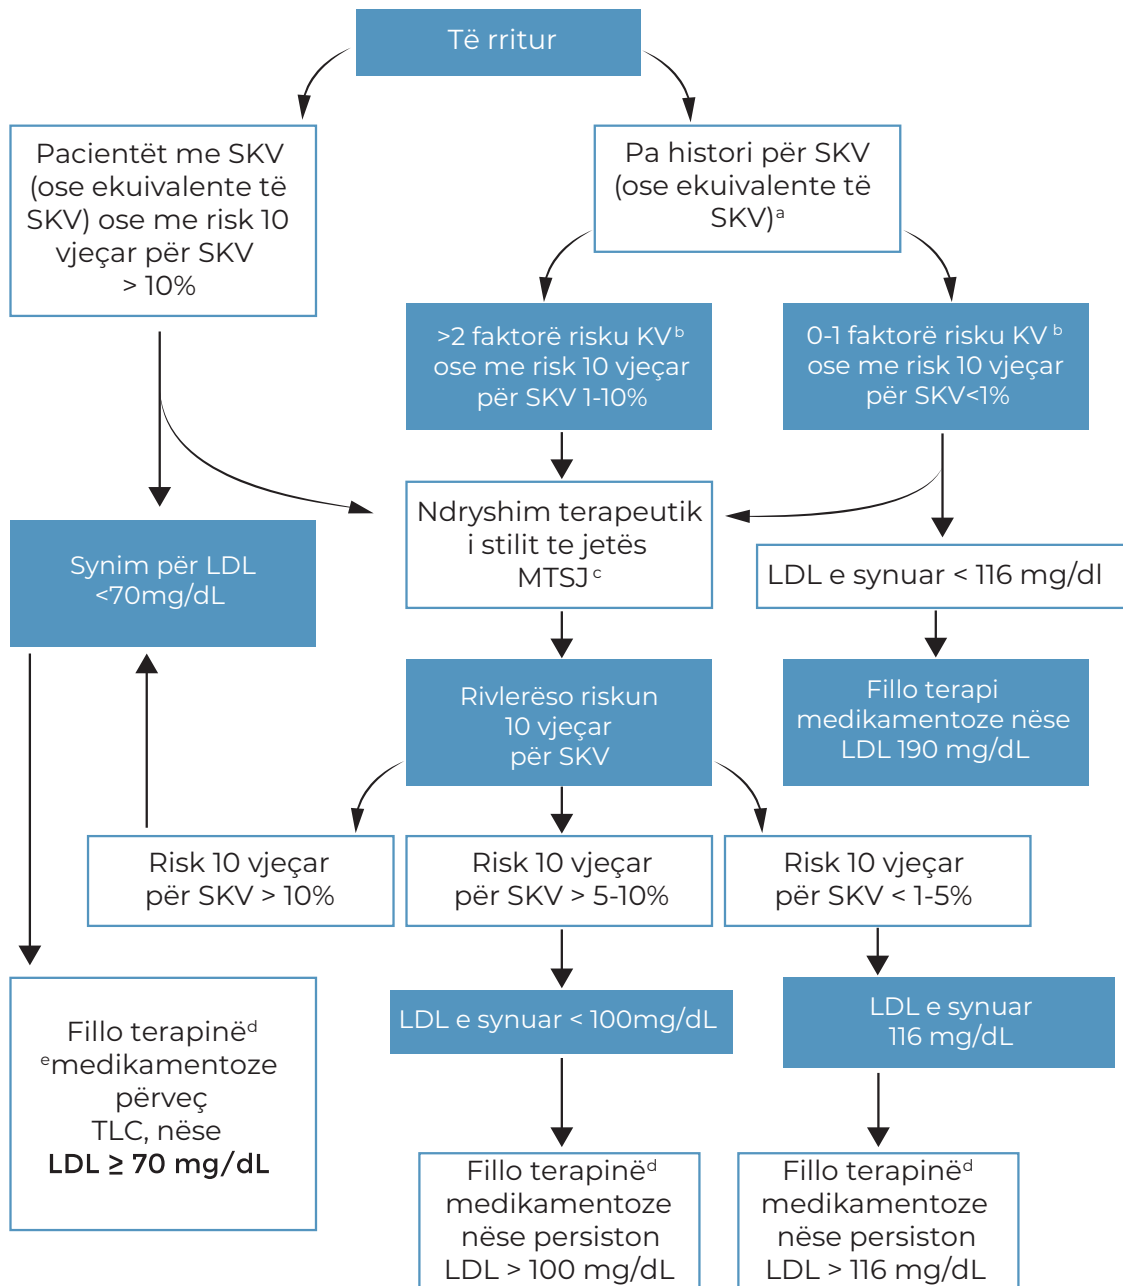 Të rritur
Pacientët me SKV
(ose ekuivalente të
SKV) ose me risk 10
vjeçar për SKV
> 10%
Pa histori për SKV
(ose ekuivalente të
SKV)ᵃ
>2 faktorë risku KV ᵇ
ose me risk 10 vjeçar
për SKV 1-10%
0-1 faktorë risku KV ᵇ
ose me risk 10 vjeçar
për SKV<1%
Ndryshim terapeutik
i stilit te jetës
MTSJ ᶜ
Synim për LDL
<70mg/dL
LDL e synuar < 116 mg/dl
Rivlerëso riskun
10 vjeçar
për SKV
Fillo terapi
medikamentoze nëse
LDL 190 mg/dL
Risk 10 vjeçar
për SKV > 10%
Risk 10 vjeçar
për SKV > 5-10%
Risk 10 vjeçar
për SKV < 1-5%
Fillo terapinëᵈ
ᵉmedikamentoze
përveç
TLC, nëse
LDL ≥ 70 mg/dL
LDL e synuar < 100mg/dL
LDL e synuar
116 mg/dL
Fillo terapinëᵈ
medikamentoze
nëse persiston
LDL > 100 mg/dL
Fillo terapinëᵈ
medikamentoze
nëse persiston
LDL > 116 mg/dL